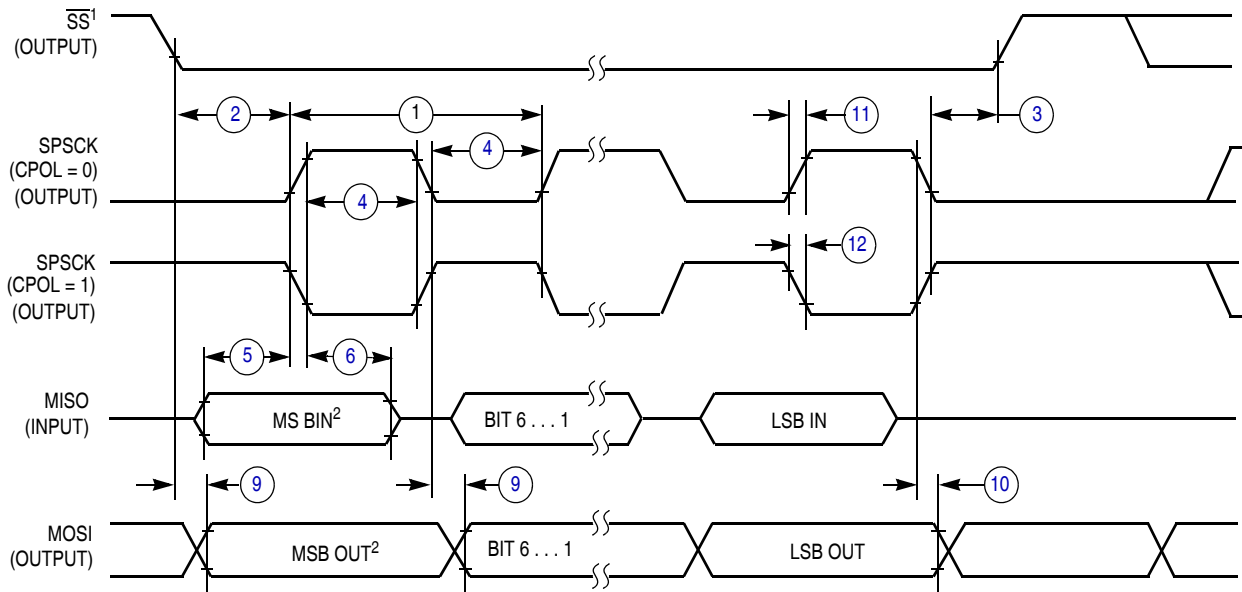 SS¹
(OUTPUT)
2
1
11
3
SPSCK
(CPOL = 0)
(OUTPUT)
4
4
12
SPSCK
(CPOL = 1)
(OUTPUT)
5
6
MISO
(INPUT)
MS BIN²
BIT 6 . . . 1
LSB IN
9
9
10
MOSI
(OUTPUT)
MSB OUT²
BIT 6 . . . 1
LSB OUT